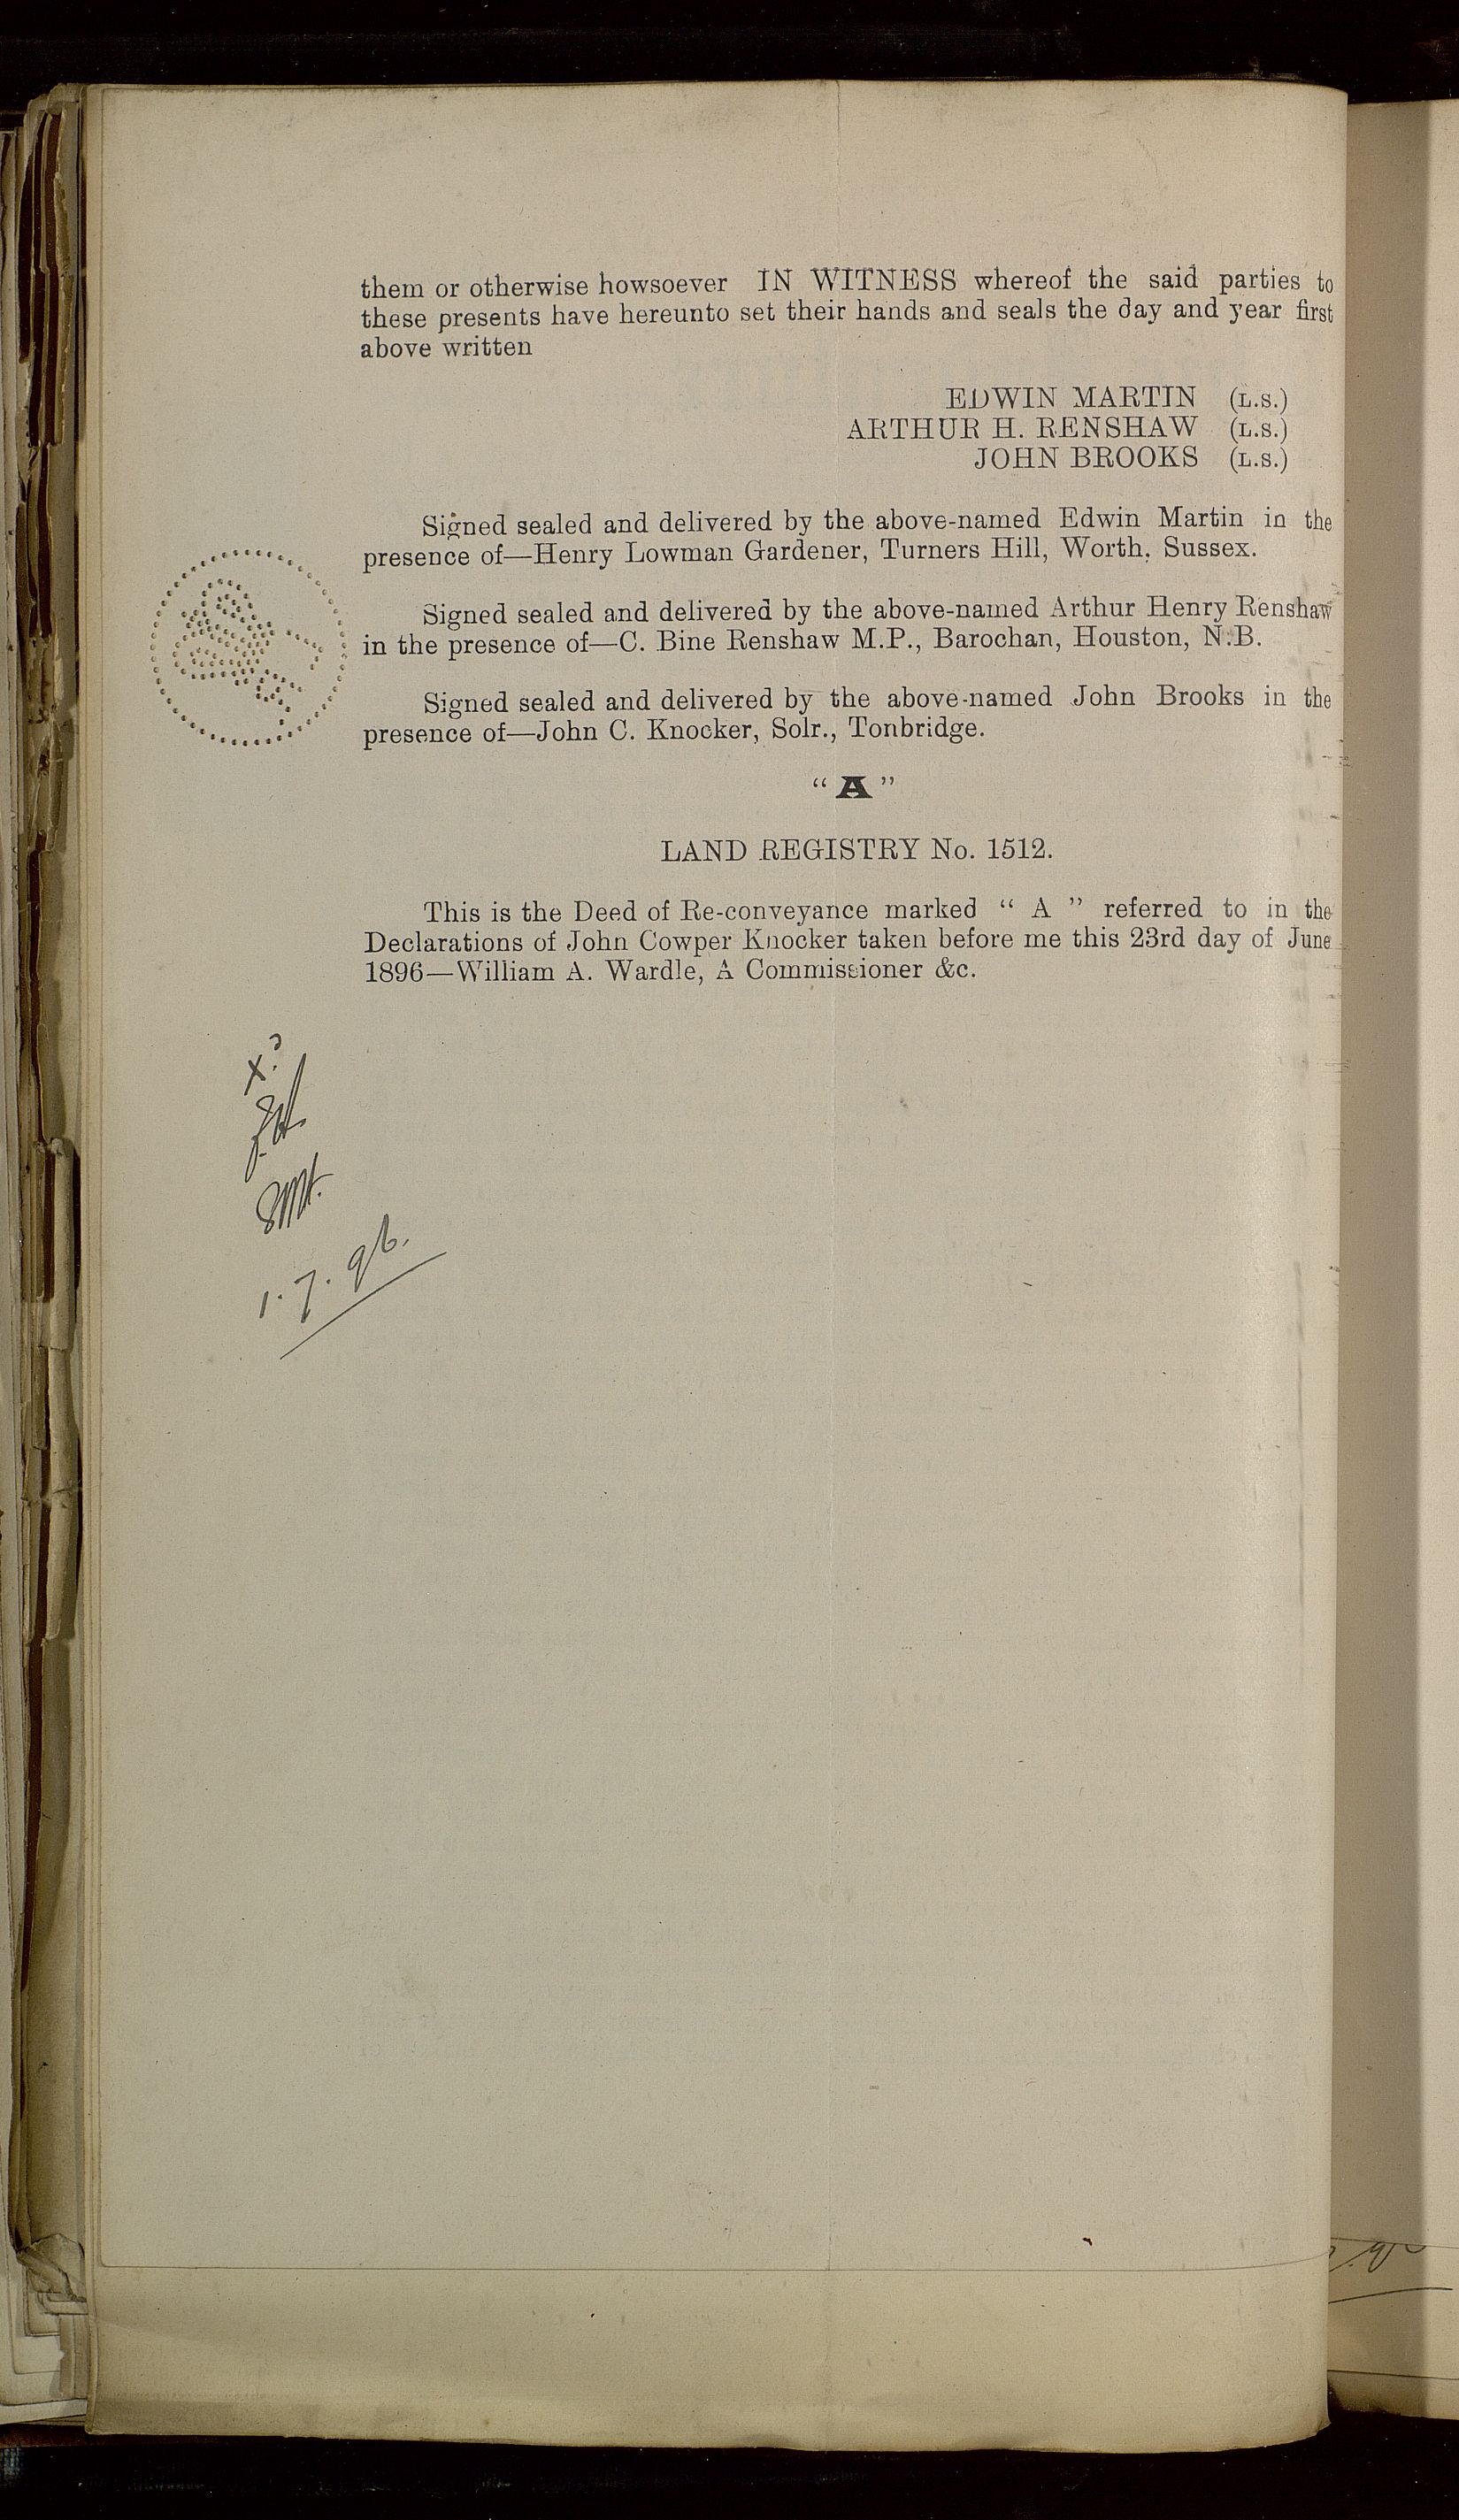 them or otherwise howsoever IN WITNESS whereof the said parties to
these presents have hereunto set their hands and seals the day and year first
above written
EDWIN MARTIN (L.S.)
ARTHUR H. RENSHAW (L.S.)
JOHN BROOKS (L.S.)
Signed sealed and delivered by the above-named Edwin Martin in the
presence of—Henry Lowman Gardener, Turners Hill, Worth. Sussex.
Signed sealed and delivered by the above-named Arthur Henry Renshaw
in the presence of—C. Bine Renshaw M.P., Barochan, Houston, N.B.
Signed sealed and delivered by the above-named John Brooks in the
presence of—John C. Knocker, Solr., Tonbridge.
“ A ”
LAND REGISTRY No. 1512.
This is the Deed of Re-conveyance marked “ A ” referred to in the
Declarations of John Cowper Knocker taken before me this 23rd day of June
1896—William A. Wardle, A Commissioner &c.
1.7.96.